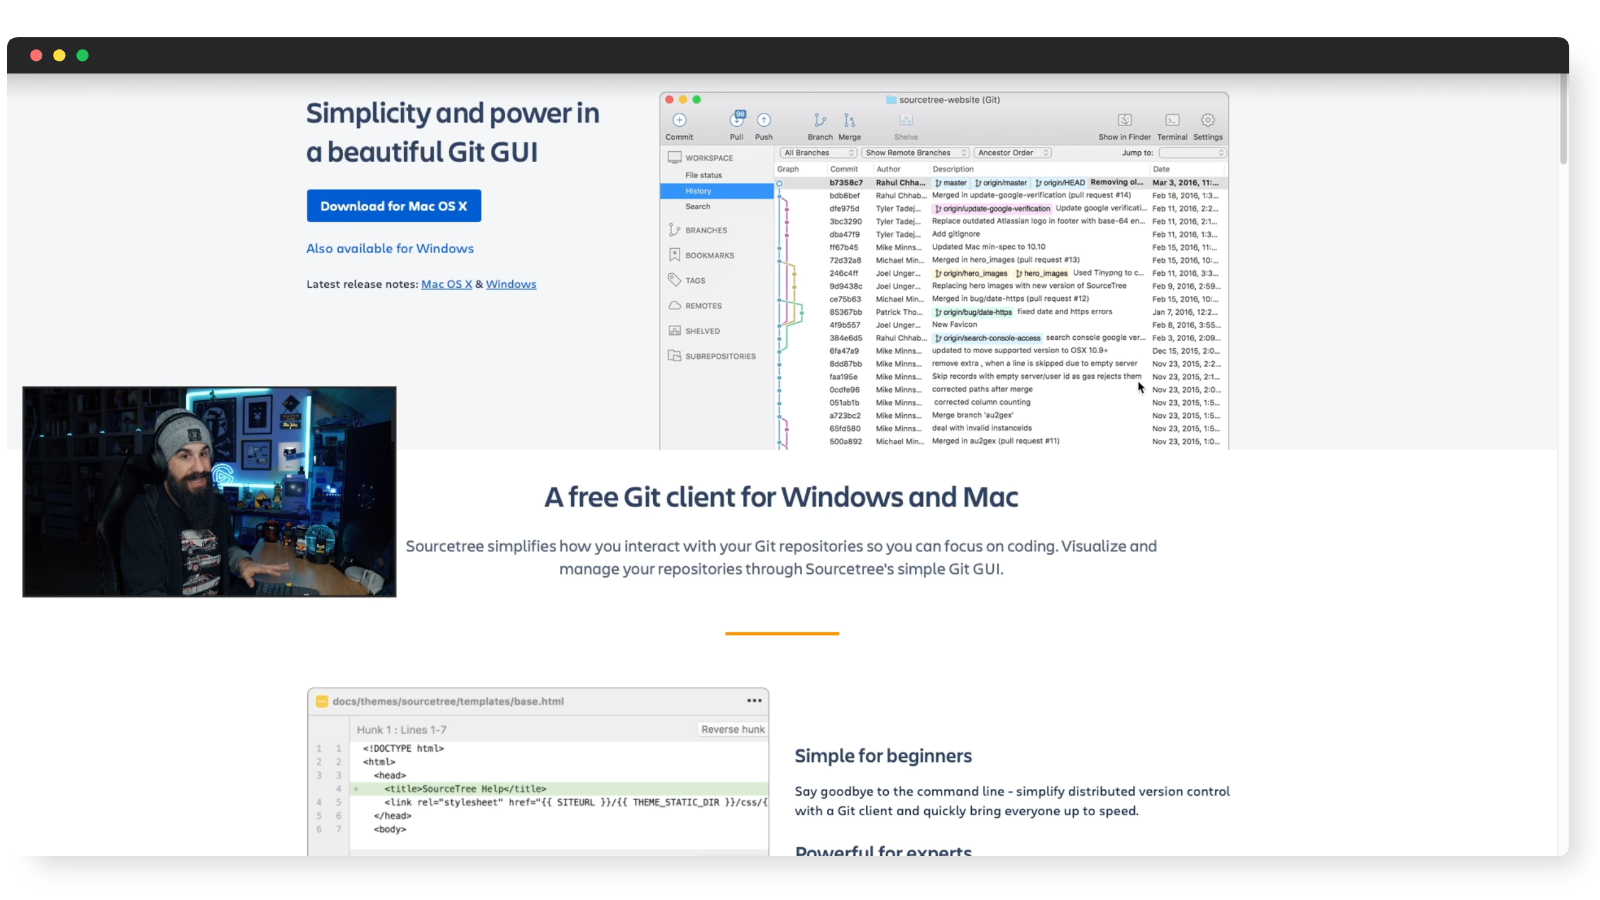 Simplicity and power in
a beautiful Git GUI
Download for Mac OS X
Also available for Windows
Latest release notes: Mac OS X & Windows
sourcetree-website (Git)
Commit Pull Push Branch Merge Shelve Show in Finder Terminal Settings
98
All Branches Show Remote Branches Ancestor Order Jump to:
WORKSPACE
File status
History
Search
BRANCHES
BOOKMARKS
TAGS
REMOTES
SHELVED
SUBREPOSITORIES
Graph Commit Author Description Date
b7358c7 Rahul Chha... master origin/master origin/HEAD Removing ol... Mar 3, 2016, 11:...
bdb8bef Rahul Chhab... Merged in update-google-verification (pull request #14) Feb 18, 2016, 1:3...
dfe975d Tyler Tadej... origin/update-google-verification Update google verificati... Feb 11, 2016, 2:2...
3bc3290 Tyler Tadej... Replace outdated Atlassian logo in footer with base-64 en... Feb 11, 2016, 2:1...
dba47f9 Tyler Tadej... Add gitignore Feb 11, 2016, 1:3...
ff67b45 Mike Minns... Updated Mac min-spec to 10.10 Feb 15, 2016, 11:...
72d32a8 Michael Min... Merged in hero_images (pull request #13) Feb 15, 2016, 10:...
246c4ff Joel Unger... origin/hero_images hero_images Used Tinypng to c... Feb 11, 2016, 3:3...
9d9438c Joel Unger... Replacing hero images with new version of SourceTree Feb 9, 2016, 2:59...
ce75b63 Michael Min... Merged in bug/date-https (pull request #12) Feb 15, 2016, 10:...
85367bb Patrick Tho... origin/bug/date-https fixed date and https errors Jan 7, 2016, 12:2...
4f9b557 Joel Unger... New Favicon Feb 8, 2016, 3:55...
384e6d5 Rahul Chhab... origin/search-console-access search console google ver... Feb 3, 2016, 2:09...
6fa47a9 Mike Minns... updated to move supported version to OSX 10.9+ Dec 15, 2015, 2:0...
8dd87bb Mike Minns... remove extra , when a line is skipped due to empty server Nov 23, 2015, 2:2...
faa195e Mike Minns... Skip records with empty server/user id as gas rejects them Nov 23, 2015, 2:1...
0cdfe96 Mike Minns... corrected paths after merge Nov 23, 2015, 2:0...
051ab1b Mike Minns... corrected column counting Nov 23, 2015, 1:5...
a723bc2 Mike Minns... Merge branch 'au2gex' Nov 23, 2015, 1:5...
65fd580 Mike Minns... deal with invalid instanceids Nov 23, 2015, 1:5...
500a892 Michael Min... Merged in au2gex (pull request #11) Nov 23, 2015, 1:0...
A free Git client for Windows and Mac
Sourcetree simplifies how you interact with your Git repositories so you can focus on coding. Visualize and
manage your repositories through Sourcetree's simple Git GUI.
docs/themes/sourcetree/templates/base.html
Hunk 1 : Lines 1-7 Reverse hunk
1 1 <!DOCTYPE html>
2 2 <html>
3 3 <head>
4 + <title>SourceTree Help</title>
4 5 <link rel="stylesheet" href="{{ SITEURL }}/{{ THEME_STATIC_DIR }}/css/{
5 6 </head>
6 7 <body>
Simple for beginners
Say goodbye to the command line - simplify distributed version control
with a Git client and quickly bring everyone up to speed.
Powerful for experts